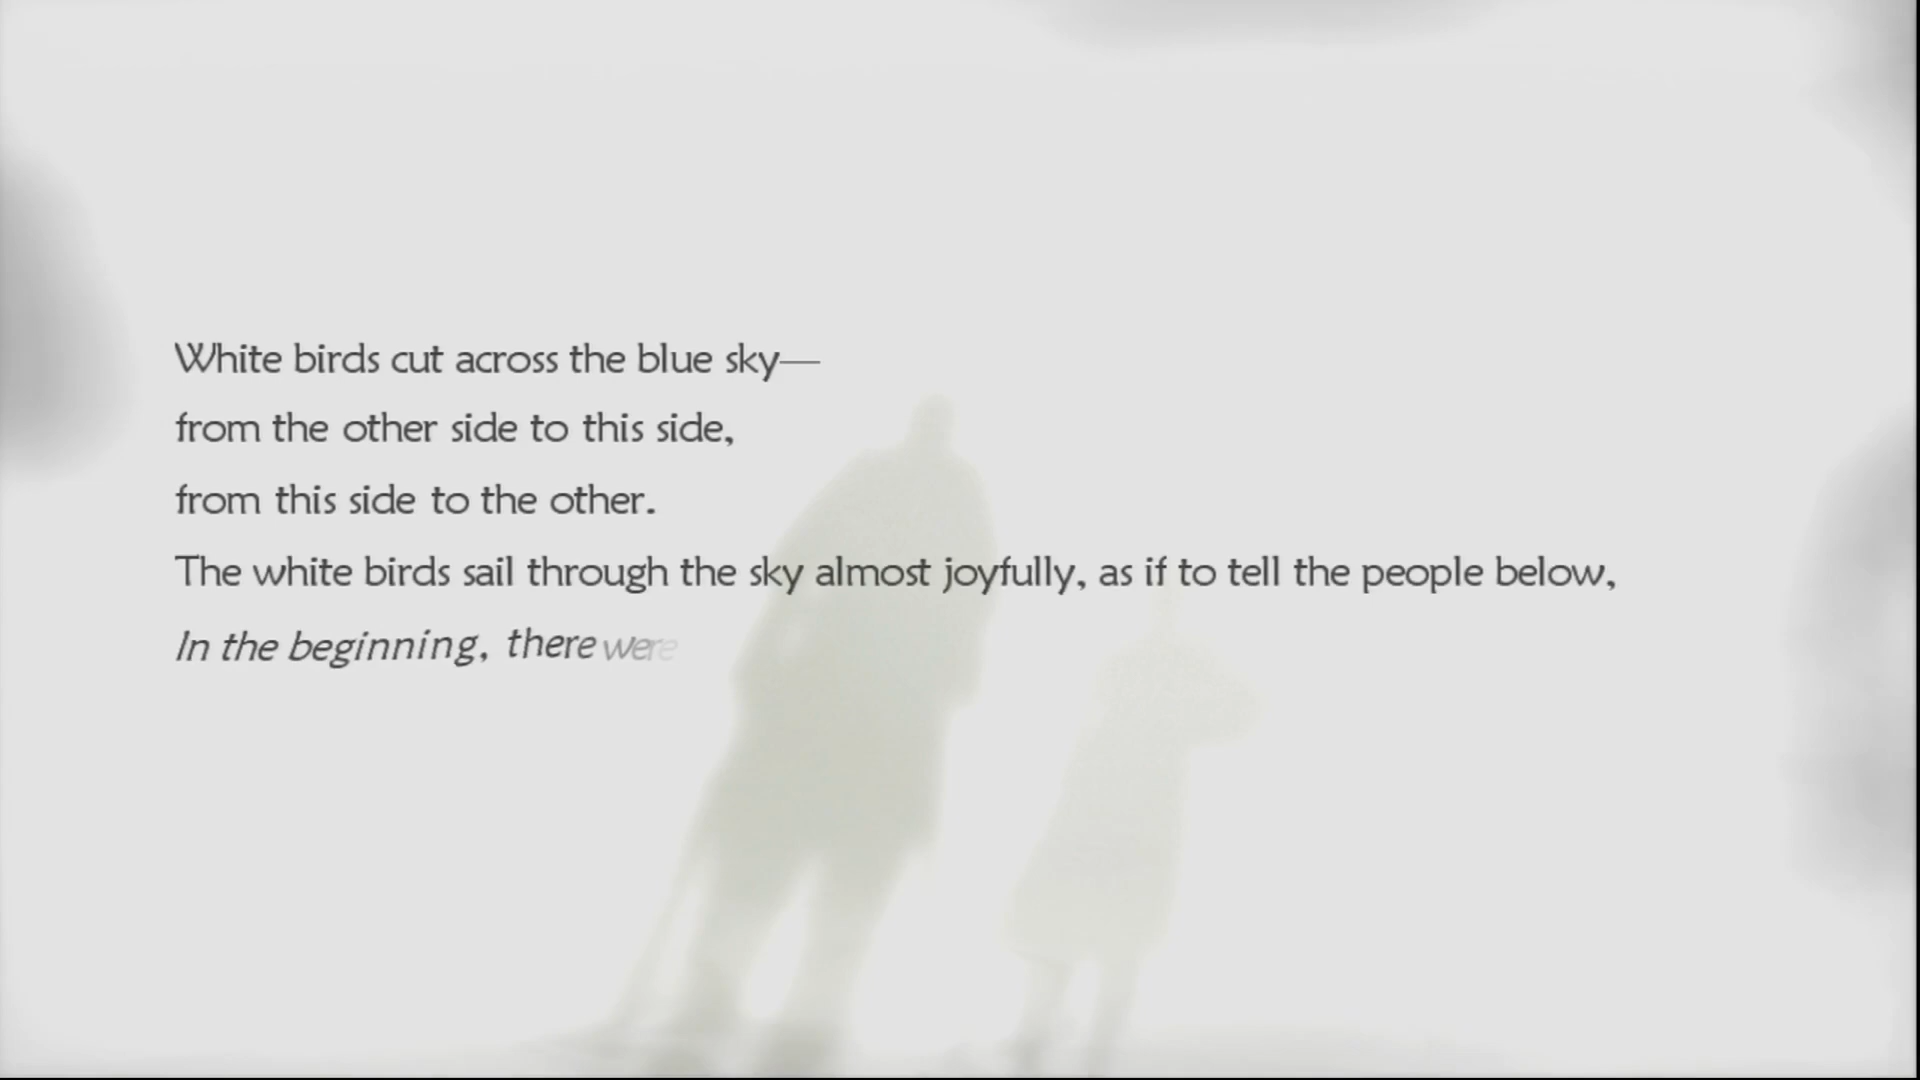 White birds cut across the blue sky—
from the other side to this side,
from this side to the other.
The white birds sail through the sky almost joyfully, as if to tell the people below,
In the beginning, there were